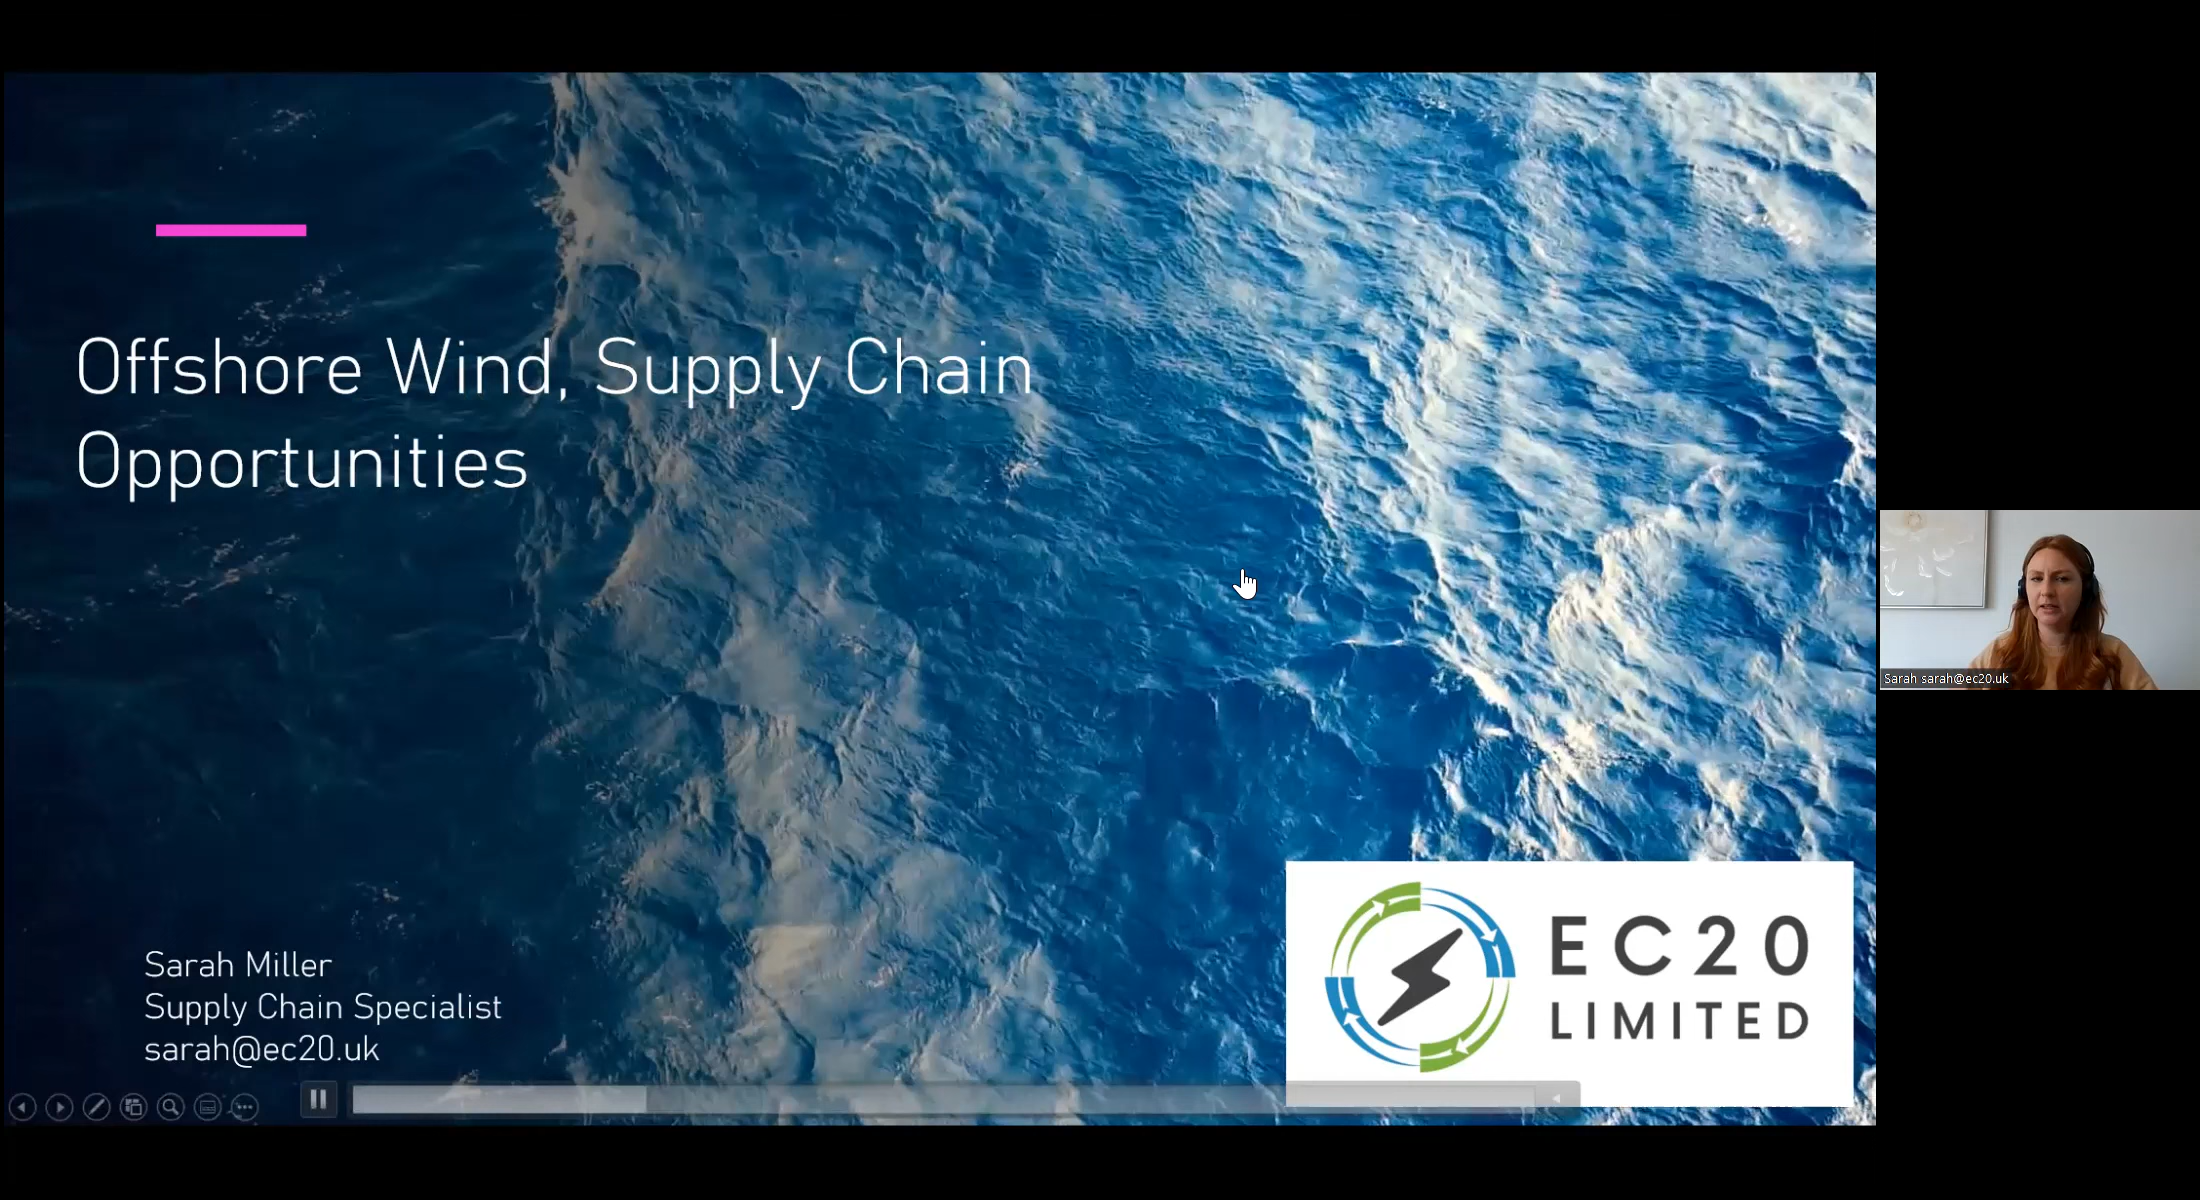 Offshore Wind, Supply Chain
Opportunities
Sarah Miller
Supply Chain Specialist
sarah@ec20.uk
EC20
LIMITED
Sarah sarah@ec20.uk